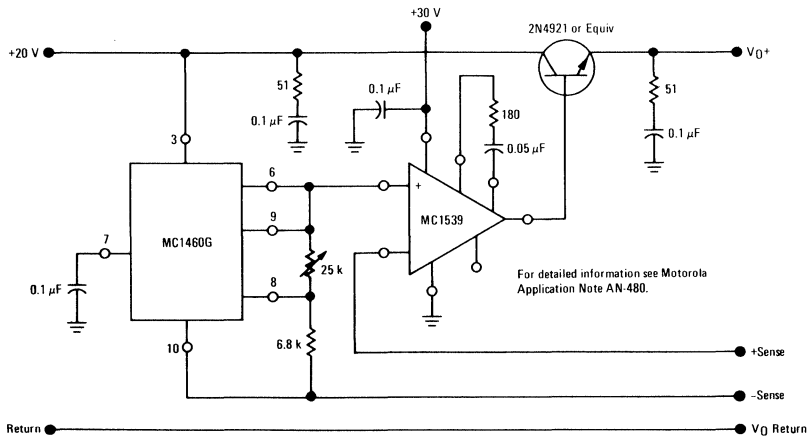 +30 V
2N4921 or Equiv
+20 V
VO+
51
0.1 μF
0.1 μF
180
0.05 μF
51
0.1 μF
3
6
+
MC1460G
9
MC1539
7
25 k
8
0.1 μF
For detailed information see Motorola
Application Note AN-480.
10
6.8 k
+Sense
-Sense
Return
VO Return